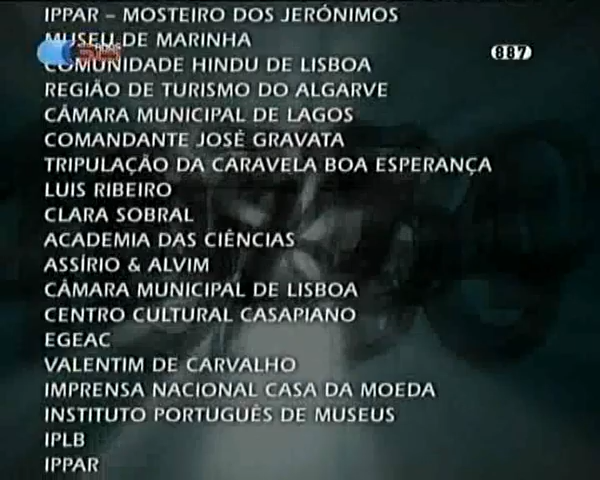 IPPAR – MOSTEIRO DOS JERÓNIMOS
MUSEU DE MARINHA
887
COMUNIDADE HINDU DE LISBOA
REGIÃO DE TURISMO DO ALGARVE
CÂMARA MUNICIPAL DE LAGOS
COMANDANTE JOSÉ GRAVATA
TRIPULAÇÃO DA CARAVELA BOA ESPERANÇA
LUIS RIBEIRO
CLARA SOBRAL
ACADEMIA DAS CIÊNCIAS
ASSÍRIO & ALVIM
CÂMARA MUNICIPAL DE LISBOA
CENTRO CULTURAL CASAPIANO
EGEAC
VALENTIM DE CARVALHO
IMPRENSA NACIONAL CASA DA MOEDA
INSTITUTO PORTUGUÊS DE MUSEUS
IPLB
IPPAR